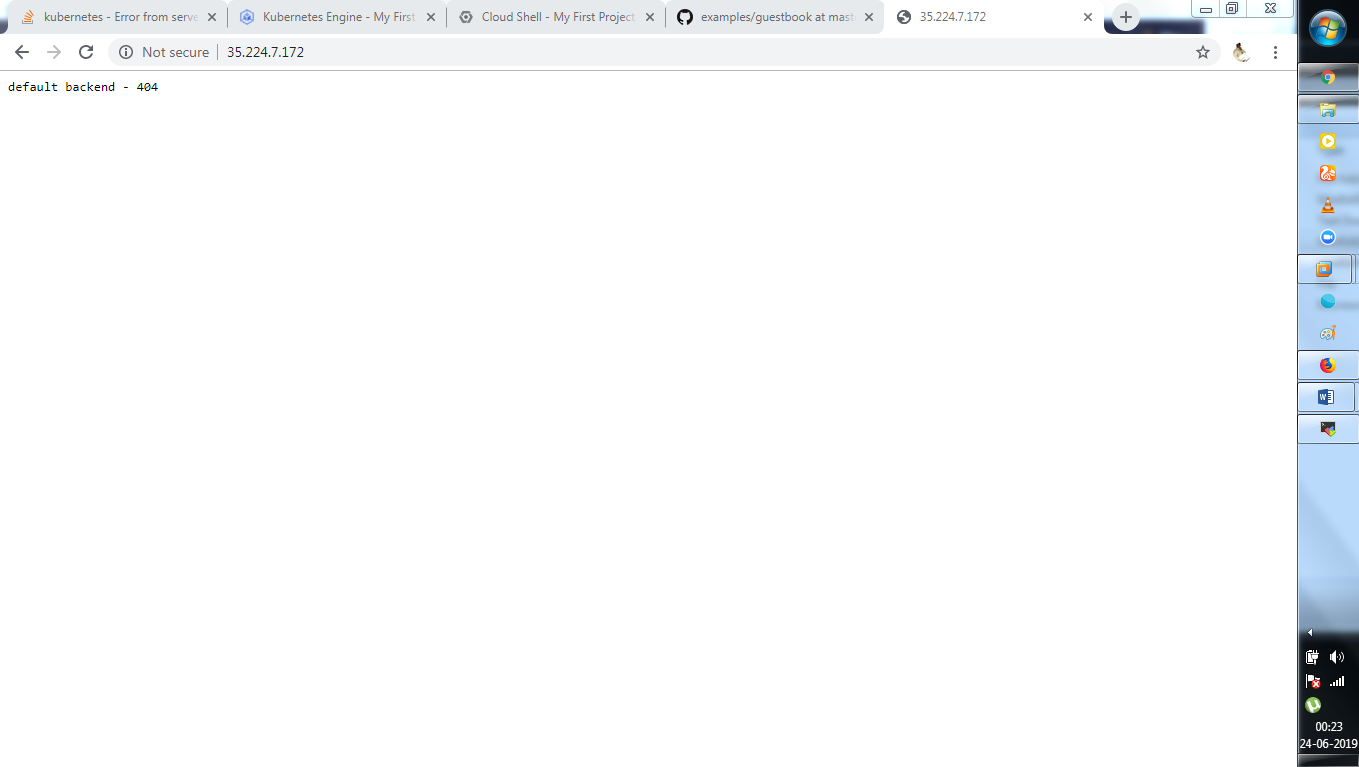 kubernetes - Error from serve
Kubernetes Engine - My First
Cloud Shell - My First Project
examples/guestbook at mast
35.224.7.172
Not secure
35.224.7.172
default backend - 404
00:23
24-06-2019